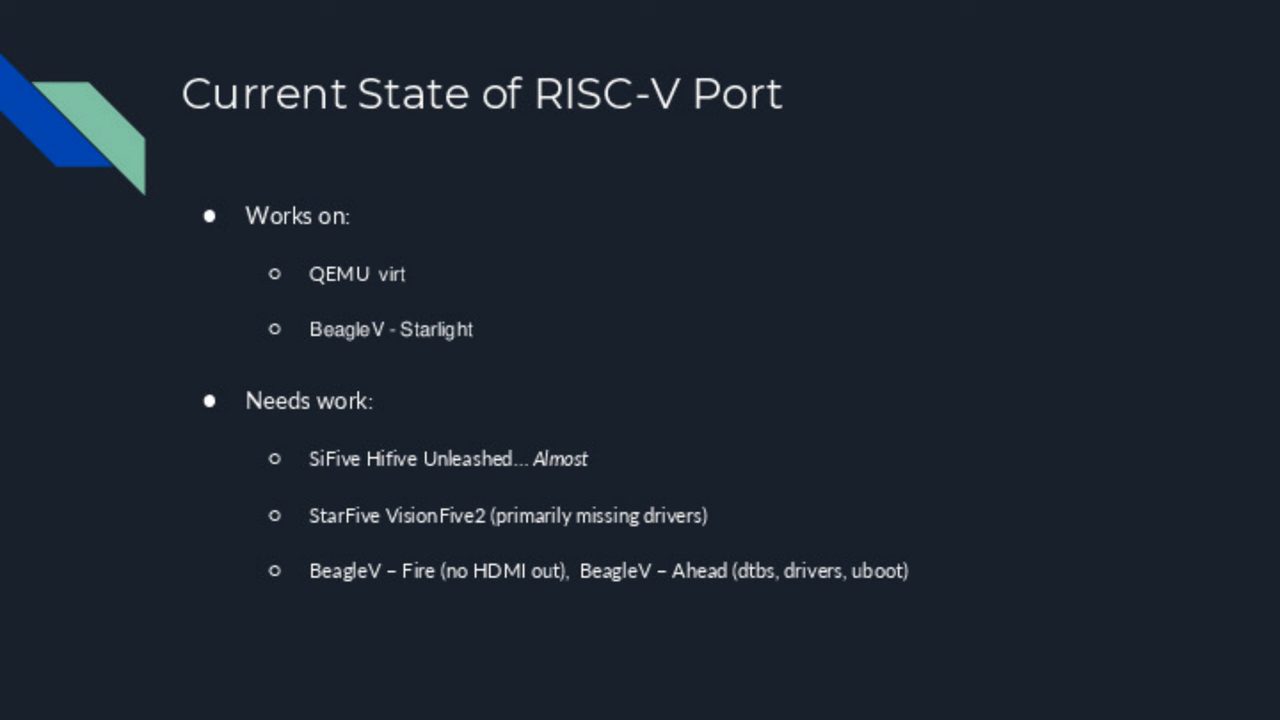 Current State of RISC-V Port
Works on:
QEMU virt
BeagleV - Starlight
Needs work:
SiFive Hifive Unleashed... Almost
StarFive VisionFive2 (primarily missing drivers)
BeagleV – Fire (no HDMI out), BeagleV – Ahead (dtbs, drivers, uboot)